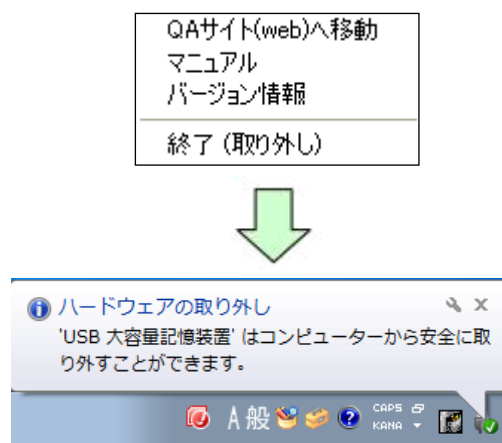 QAサイト(web)へ移動
マニュアル
バージョン情報
終了 (取り外し)
ハードウェアの取り外し
'USB 大容量記憶装置' はコンピューターから安全に取
り外すことができます。
A 般 CAPS
KANA